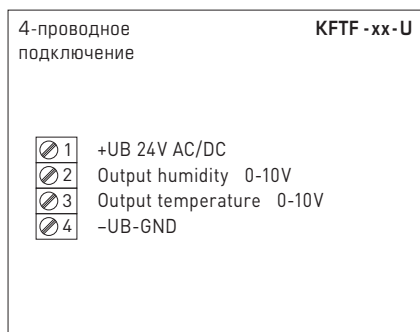 4-проводное
подключение
KFTF - xx - U
1 +UB 24V AC/DC
2 Output humidity 0-10V
3 Output temperature 0-10V
4 –UB-GND